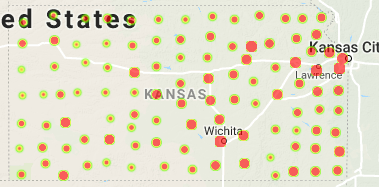 ed States
Kansas Cit
Lawrence
KANSAS
Wichita